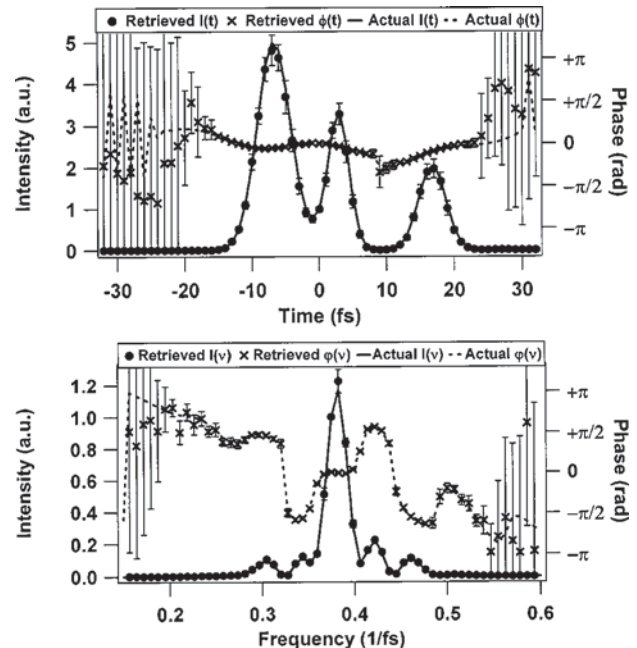 Retrieved I(t) Retrieved ϕ(t) Actual I(t) Actual ϕ(t)
5
4
3
2
1
0
Intensity (a.u.)
+π
+π/2
0
−π/2
−π
Phase (rad)
-30 -20 -10 0 10 20 30
Time (fs)
Retrieved I(ν) Retrieved φ(ν) Actual I(ν) Actual φ(ν)
1.2
1.0
0.8
0.6
0.4
0.2
0.0
Intensity (a.u.)
+π
+π/2
0
−π/2
−π
Phase (rad)
0.2 0.3 0.4 0.5 0.6
Frequency (1/fs)